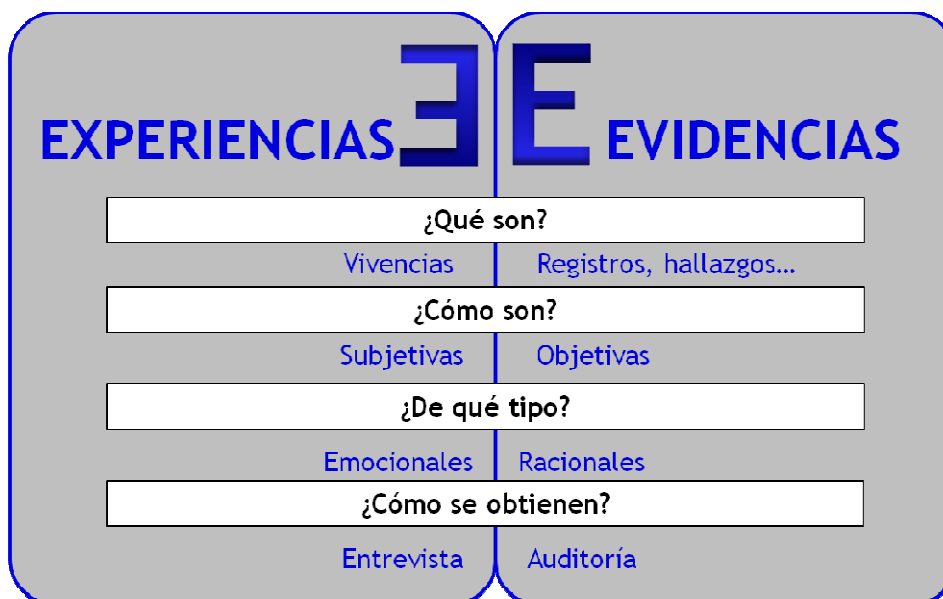 E E
EXPERIENCIAS EVIDENCIAS
¿Qué son?
Vivencias Registros, hallazgos...
¿Cómo son?
Subjetivas Objetivas
¿De qué tipo?
Emocionales Racionales
¿Cómo se obtienen?
Entrevista Auditoría